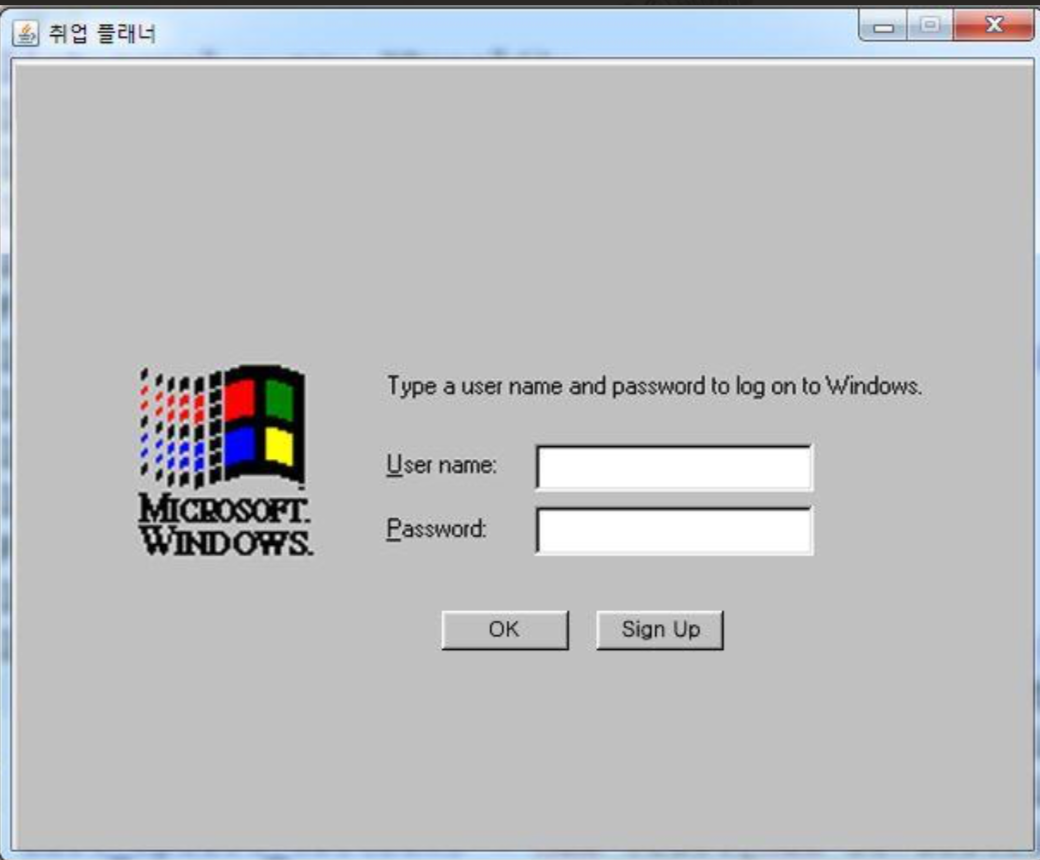 취업 플래너
Type a user name and password to log on to Windows.
User name:
MICROSOFT.
WINDOWS.
Password:
OK
Sign Up